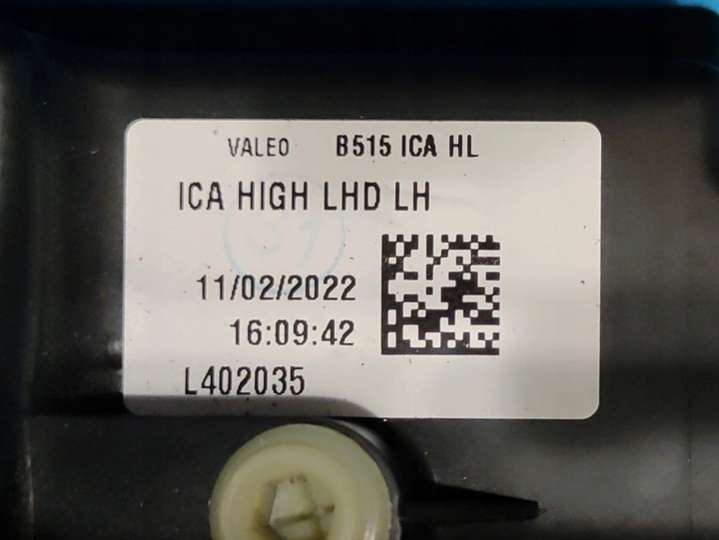 VALEO B515 ICA HL
ICA HIGH LHD LH
11/02/2022
16:09:42
L402035